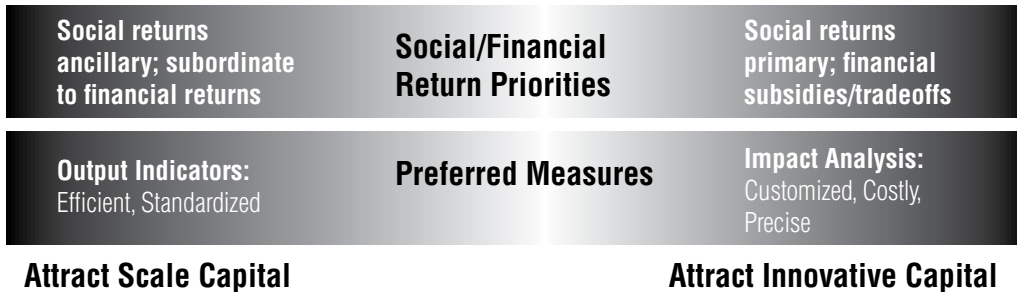 Social returns
ancillary; subordinate
to financial returns
Social/Financial
Return Priorities
Social returns
primary; financial
subsidies/tradeoffs
Output Indicators:
Efficient, Standardized
Preferred Measures
Impact Analysis:
Customized, Costly,
Precise
Attract Scale Capital
Attract Innovative Capital